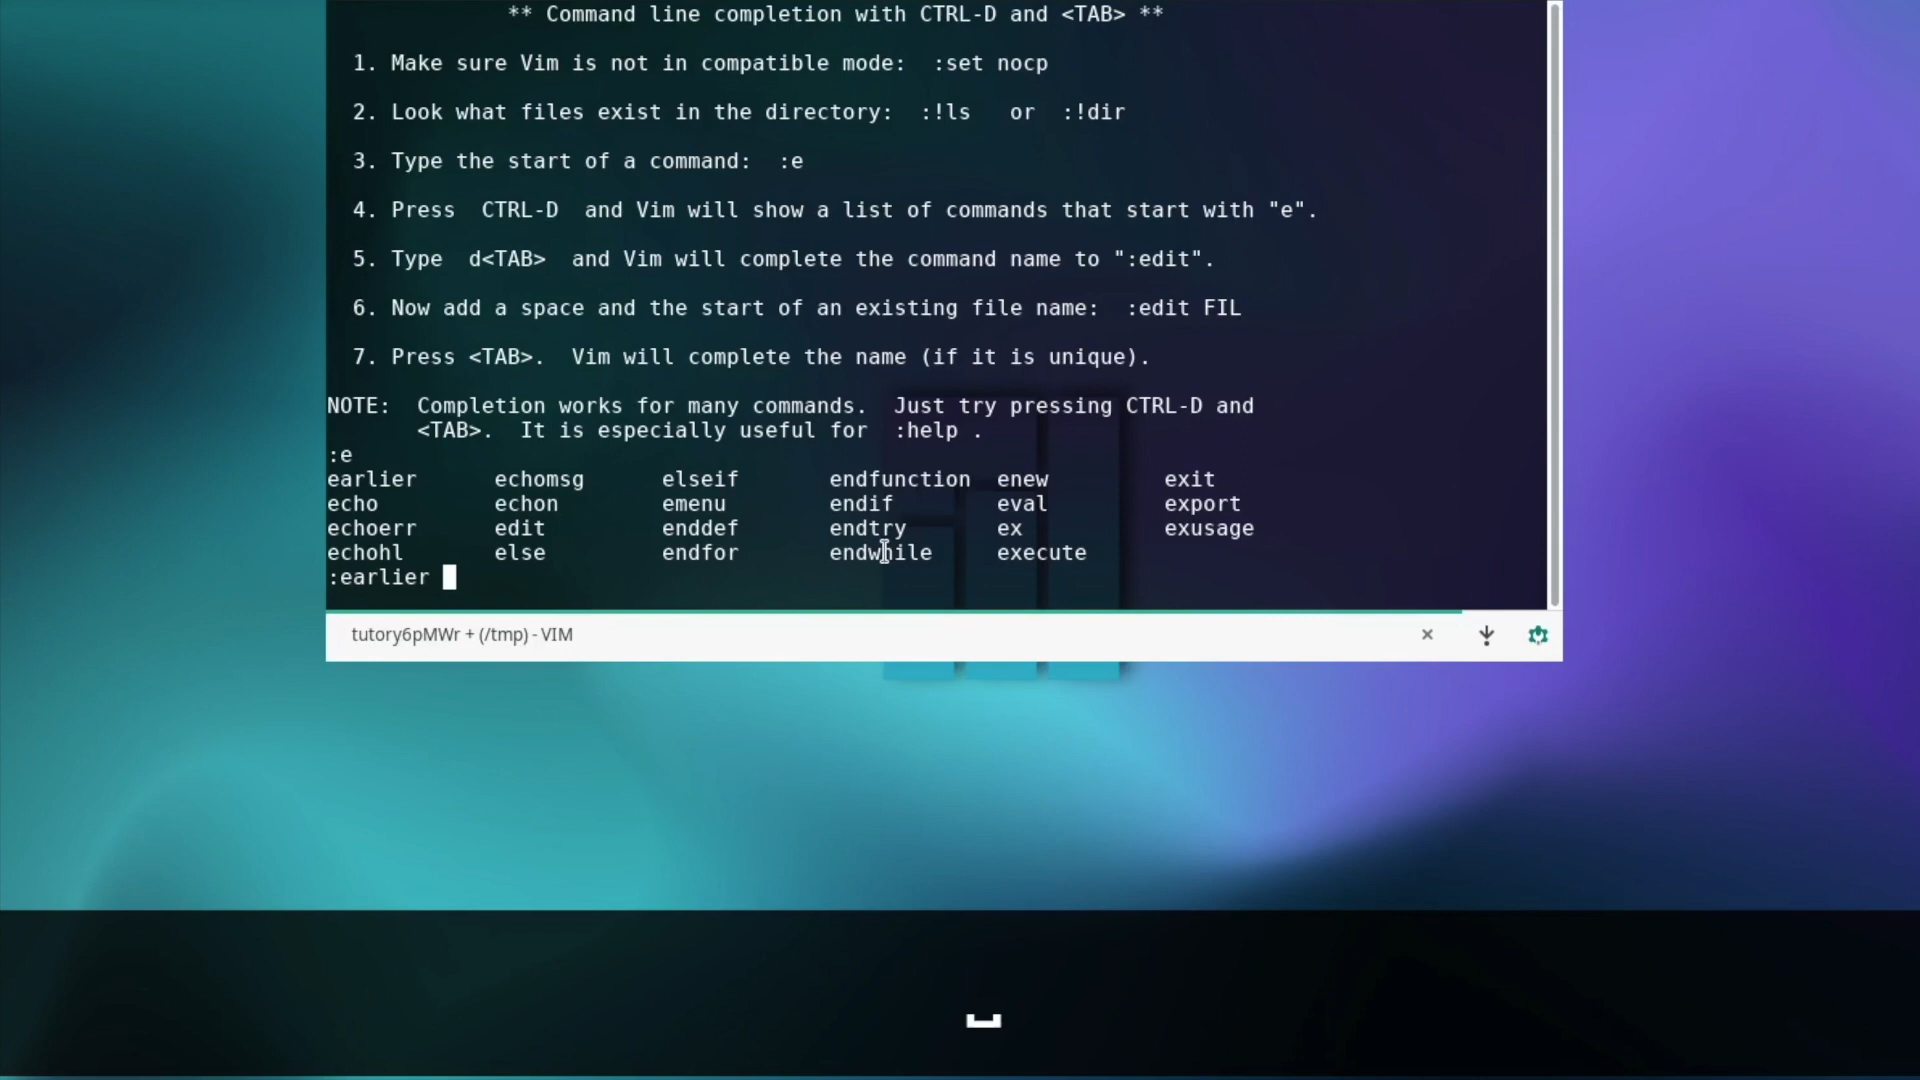 ** Command line completion with CTRL-D and <TAB> **
1. Make sure Vim is not in compatible mode:  :set nocp
2. Look what files exist in the directory:  :!ls   or  :!dir
3. Type the start of a command:  :e
4. Press  CTRL-D  and Vim will show a list of commands that start with "e".
5. Type  d<TAB>  and Vim will complete the command name to ":edit".
6. Now add a space and the start of an existing file name:  :edit FIL
7. Press <TAB>.  Vim will complete the name (if it is unique).
NOTE:  Completion works for many commands.  Just try pressing CTRL-D and
<TAB>.  It is especially useful for  :help .
:e
earlier      echomsg      elseif       endfunction  enew         exit
echo         echon        emenu        endif        eval         export
echoerr      edit         enddef       endtry       ex           exusage
echohl       else         endfor       endwhile     execute
:earlier
tutory6pMWr + (/tmp) - VIM